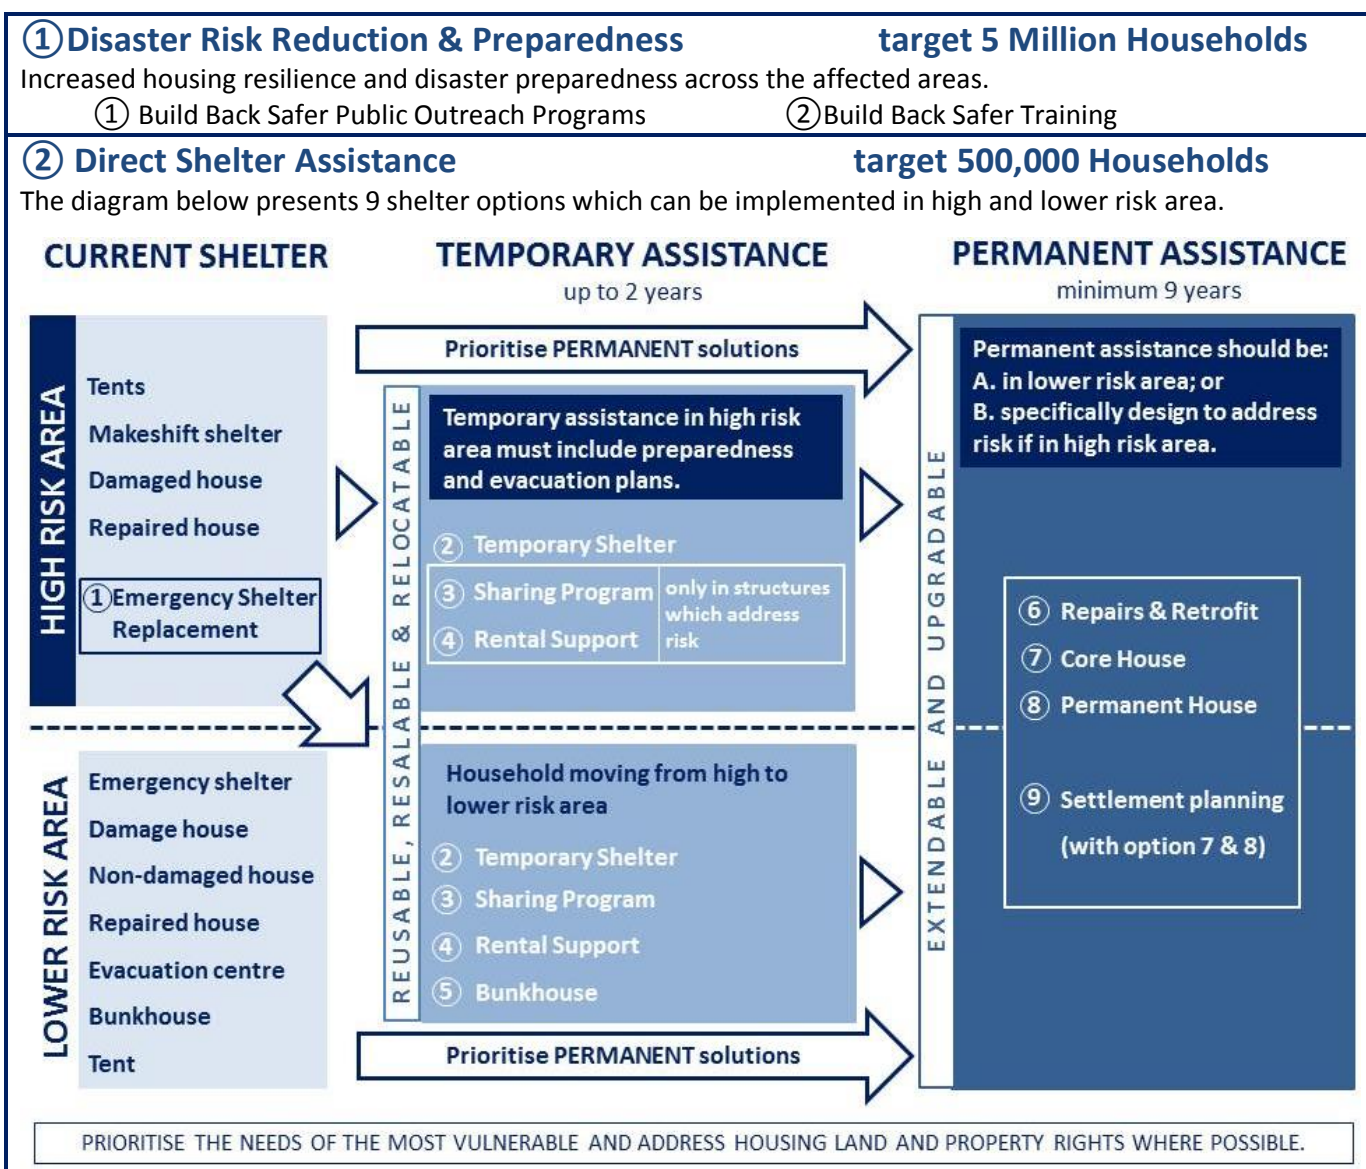 ①Disaster Risk Reduction & Preparedness target 5 Million Households
Increased housing resilience and disaster preparedness across the affected areas.
① Build Back Safer Public Outreach Programs ②Build Back Safer Training
② Direct Shelter Assistance target 500,000 Households
The diagram below presents 9 shelter options which can be implemented in high and lower risk area.
CURRENT SHELTER
HIGH RISK AREA
Tents
Makeshift shelter
Damaged house
Repaired house
①Emergency Shelter
Replacement
LOWER RISK AREA
Emergency shelter
Damage house
Non-damaged house
Repaired house
Evacuation centre
Bunkhouse
Tent
TEMPORARY ASSISTANCE
up to 2 years
Prioritise PERMANENT solutions
REUSABLE, RESALABLE & RELOCATABLE
Temporary assistance in high risk
area must include preparedness
and evacuation plans.
② Temporary Shelter
③ Sharing Program
④ Rental Support
only in structures
which address
risk
Household moving from high to
lower risk area
② Temporary Shelter
③ Sharing Program
④ Rental Support
⑤ Bunkhouse
Prioritise PERMANENT solutions
PERMANENT ASSISTANCE
minimum 9 years
EXTENDABLE AND UPGRADABLE
Permanent assistance should be:
A. in lower risk area; or
B. specifically design to address
risk if in high risk area.
⑥ Repairs & Retrofit
⑦ Core House
⑧ Permanent House
⑨ Settlement planning
(with option 7 & 8)
PRIORITISE THE NEEDS OF THE MOST VULNERABLE AND ADDRESS HOUSING LAND AND PROPERTY RIGHTS WHERE POSSIBLE.